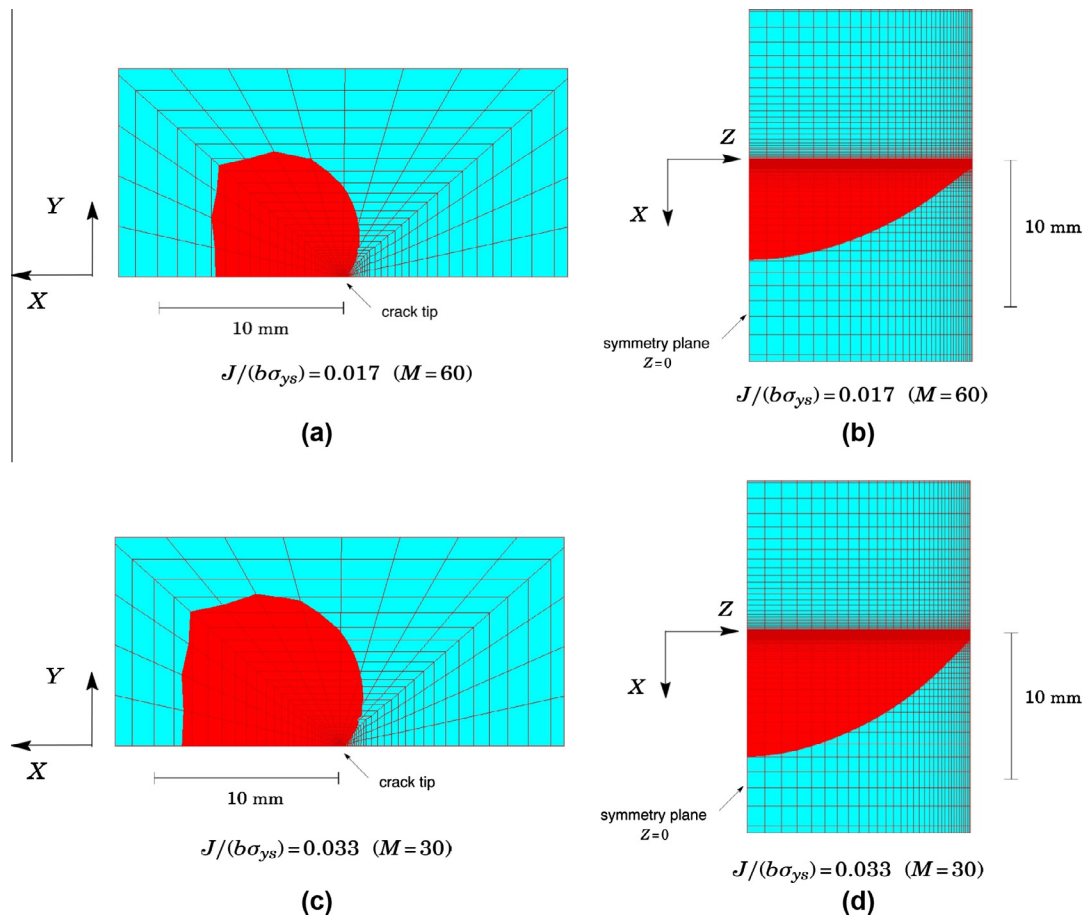 Y
X
crack tip
10 mm
J/(bσys)=0.017 (M=60)
(a)
Z
X
10 mm
symmetry plane
Z=0
J/(bσys)=0.017 (M=60)
(b)
Y
X
crack tip
10 mm
J/(bσys)=0.033 (M=30)
(c)
Z
X
10 mm
symmetry plane
Z=0
J/(bσys)=0.033 (M=30)
(d)